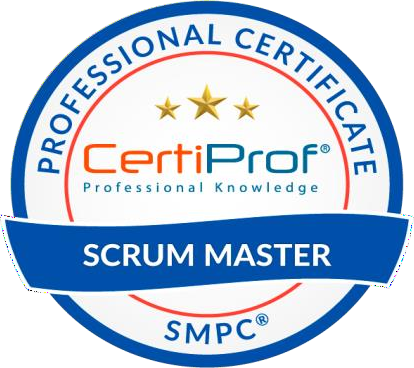 PROFESSIONAL CERTIFICATE
CertiProf®
Professional Knowledge
SCRUM MASTER
SMPC®